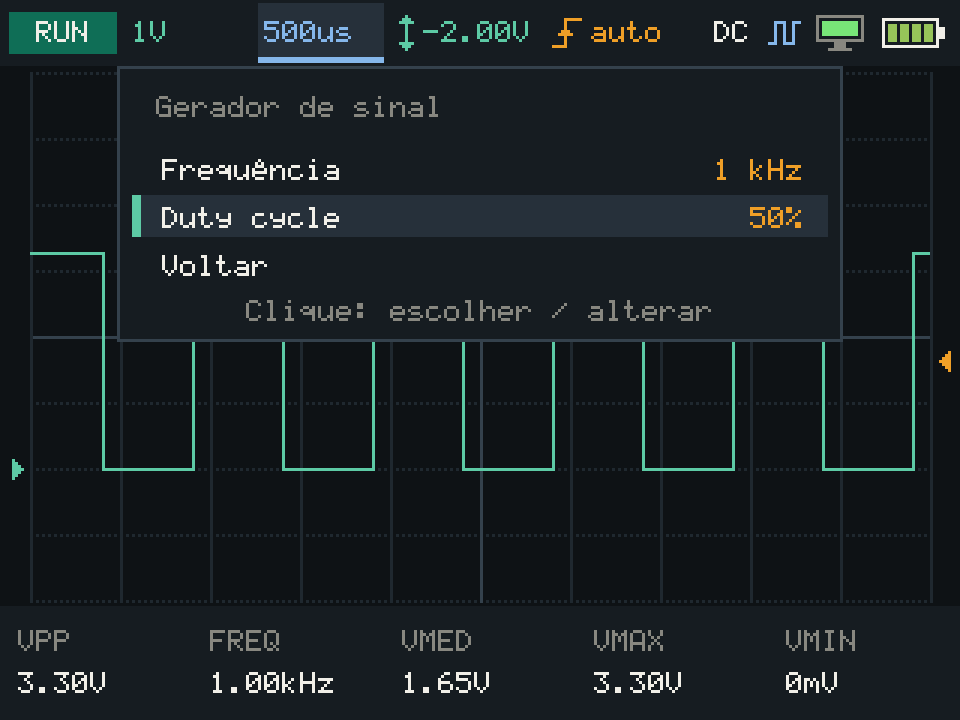 RUN 1V 500us -2.00V auto DC
Gerador de sinal
Frequência 1 kHz
Duty cycle 50%
Voltar
Clique: escolher / alterar
VPP FREQ VMED VMAX VMIN
3.30V 1.00kHz 1.65V 3.30V 0mV